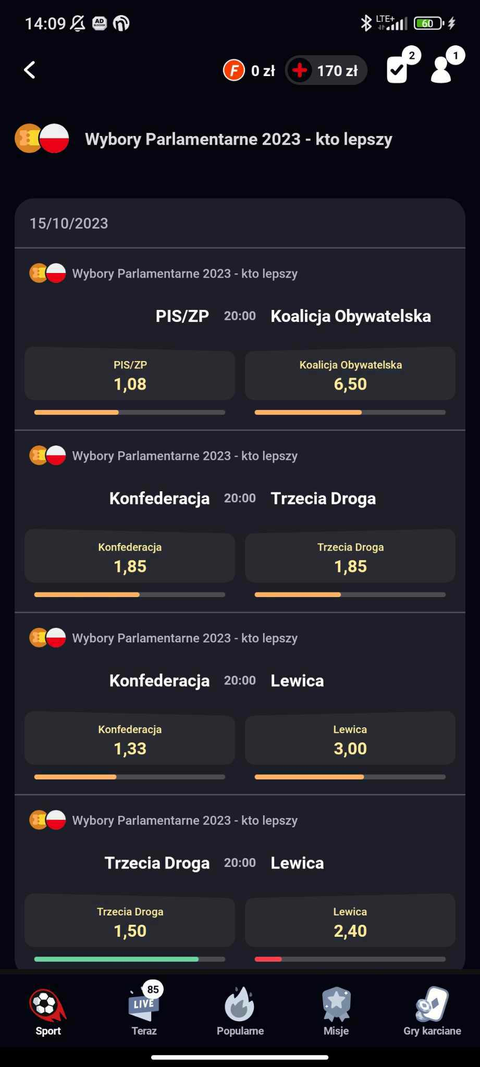 14:09 AD LTE+ 60
F 0 zł 170 zł 2 1
Wybory Parlamentarne 2023 - kto lepszy
15/10/2023
Wybory Parlamentarne 2023 - kto lepszy
PIS/ZP 20:00 Koalicja Obywatelska
PIS/ZP Koalicja Obywatelska
1,08 6,50
Wybory Parlamentarne 2023 - kto lepszy
Konfederacja 20:00 Trzecia Droga
Konfederacja Trzecia Droga
1,85 1,85
Wybory Parlamentarne 2023 - kto lepszy
Konfederacja 20:00 Lewica
Konfederacja Lewica
1,33 3,00
Wybory Parlamentarne 2023 - kto lepszy
Trzecia Droga 20:00 Lewica
Trzecia Droga Lewica
1,50 2,40
85
LIVE
Sport Teraz Popularne Misje Gry karciane